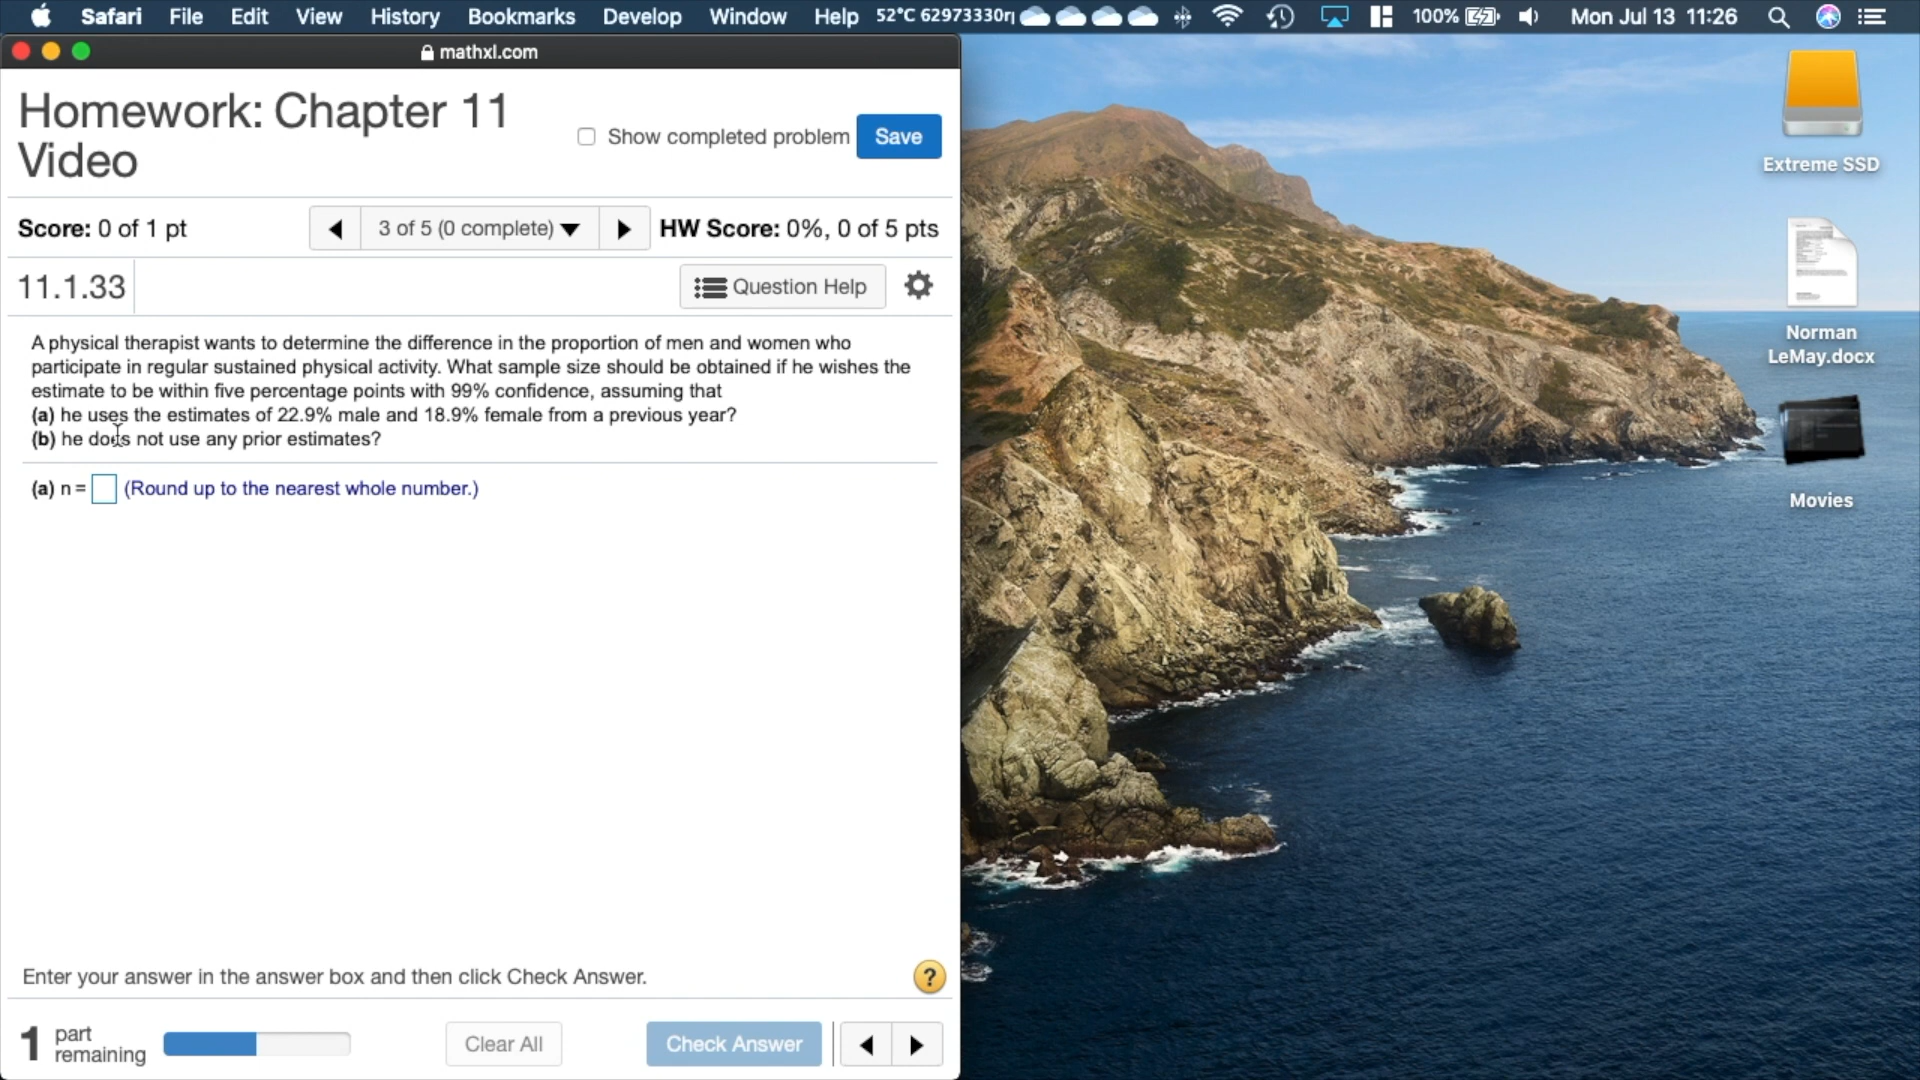 Safari File Edit View History Bookmarks Develop Window Help 52°C 62973330r 100% Mon Jul 13 11:26
mathxl.com
Homework: Chapter 11
Video
Show completed problem
Save
Score: 0 of 1 pt
3 of 5 (0 complete)
HW Score: 0%, 0 of 5 pts
11.1.33
Question Help
A physical therapist wants to determine the difference in the proportion of men and women who
participate in regular sustained physical activity. What sample size should be obtained if he wishes the
estimate to be within five percentage points with 99% confidence, assuming that
(a) he uses the estimates of 22.9% male and 18.9% female from a previous year?
(b) he does not use any prior estimates?
(a) n = (Round up to the nearest whole number.)
Enter your answer in the answer box and then click Check Answer.
?
1 part
remaining
Clear All
Check Answer
Extreme SSD
Norman
LeMay.docx
Movies